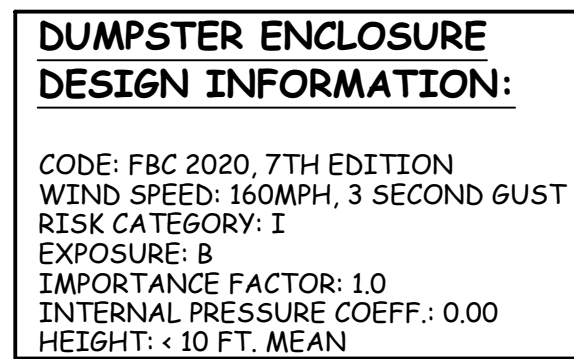 DUMPSTER ENCLOSURE
DESIGN INFORMATION:
CODE: FBC 2020, 7TH EDITION
WIND SPEED: 160MPH, 3 SECOND GUST
RISK CATEGORY: I
EXPOSURE: B
IMPORTANCE FACTOR: 1.0
INTERNAL PRESSURE COEFF.: 0.00
HEIGHT: < 10 FT. MEAN